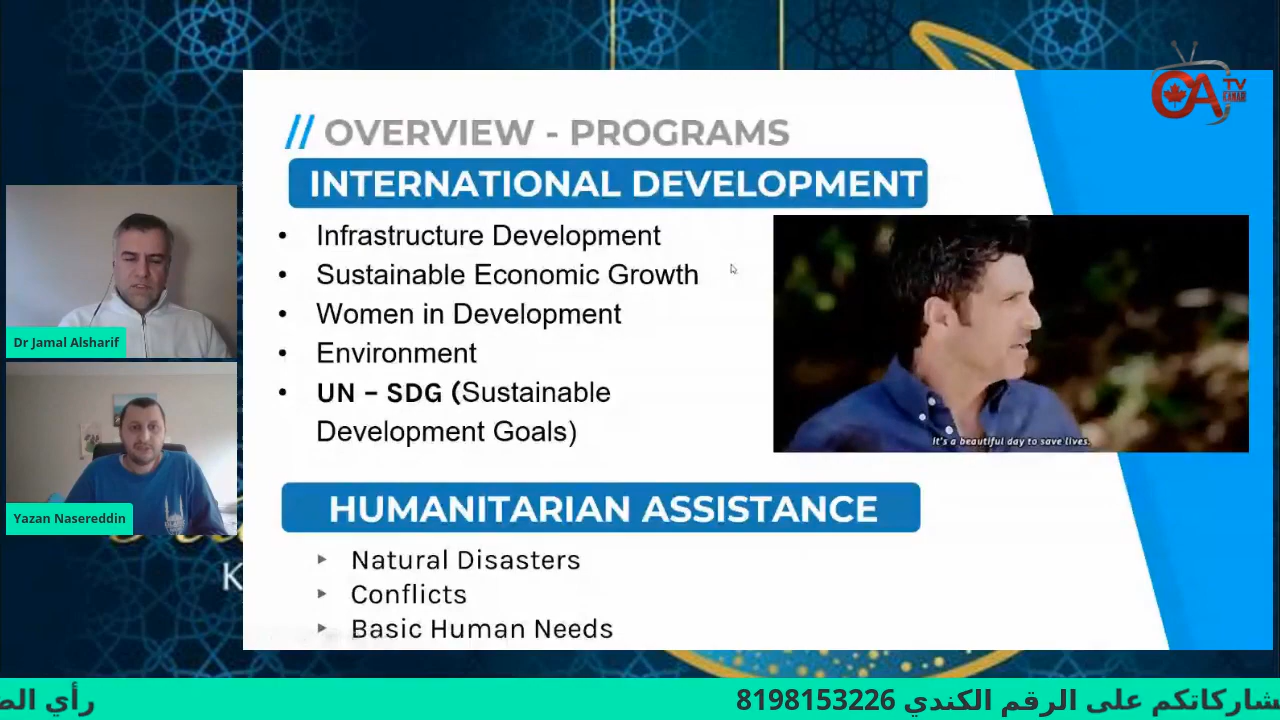 CA
TV
// OVERVIEW - PROGRAMS
INTERNATIONAL DEVELOPMENT
• Infrastructure Development
• Sustainable Economic Growth
• Women in Development
• Environment
• UN – SDG (Sustainable
Development Goals)
It's a beautiful day to save lives.
HUMANITARIAN ASSISTANCE
▸ Natural Disasters
▸ Conflicts
▸ Basic Human Needs
Dr Jamal Alsharif
Yazan Nasereddin
K
شاركاتكم على الرقم الكندي 8198153226
رأي